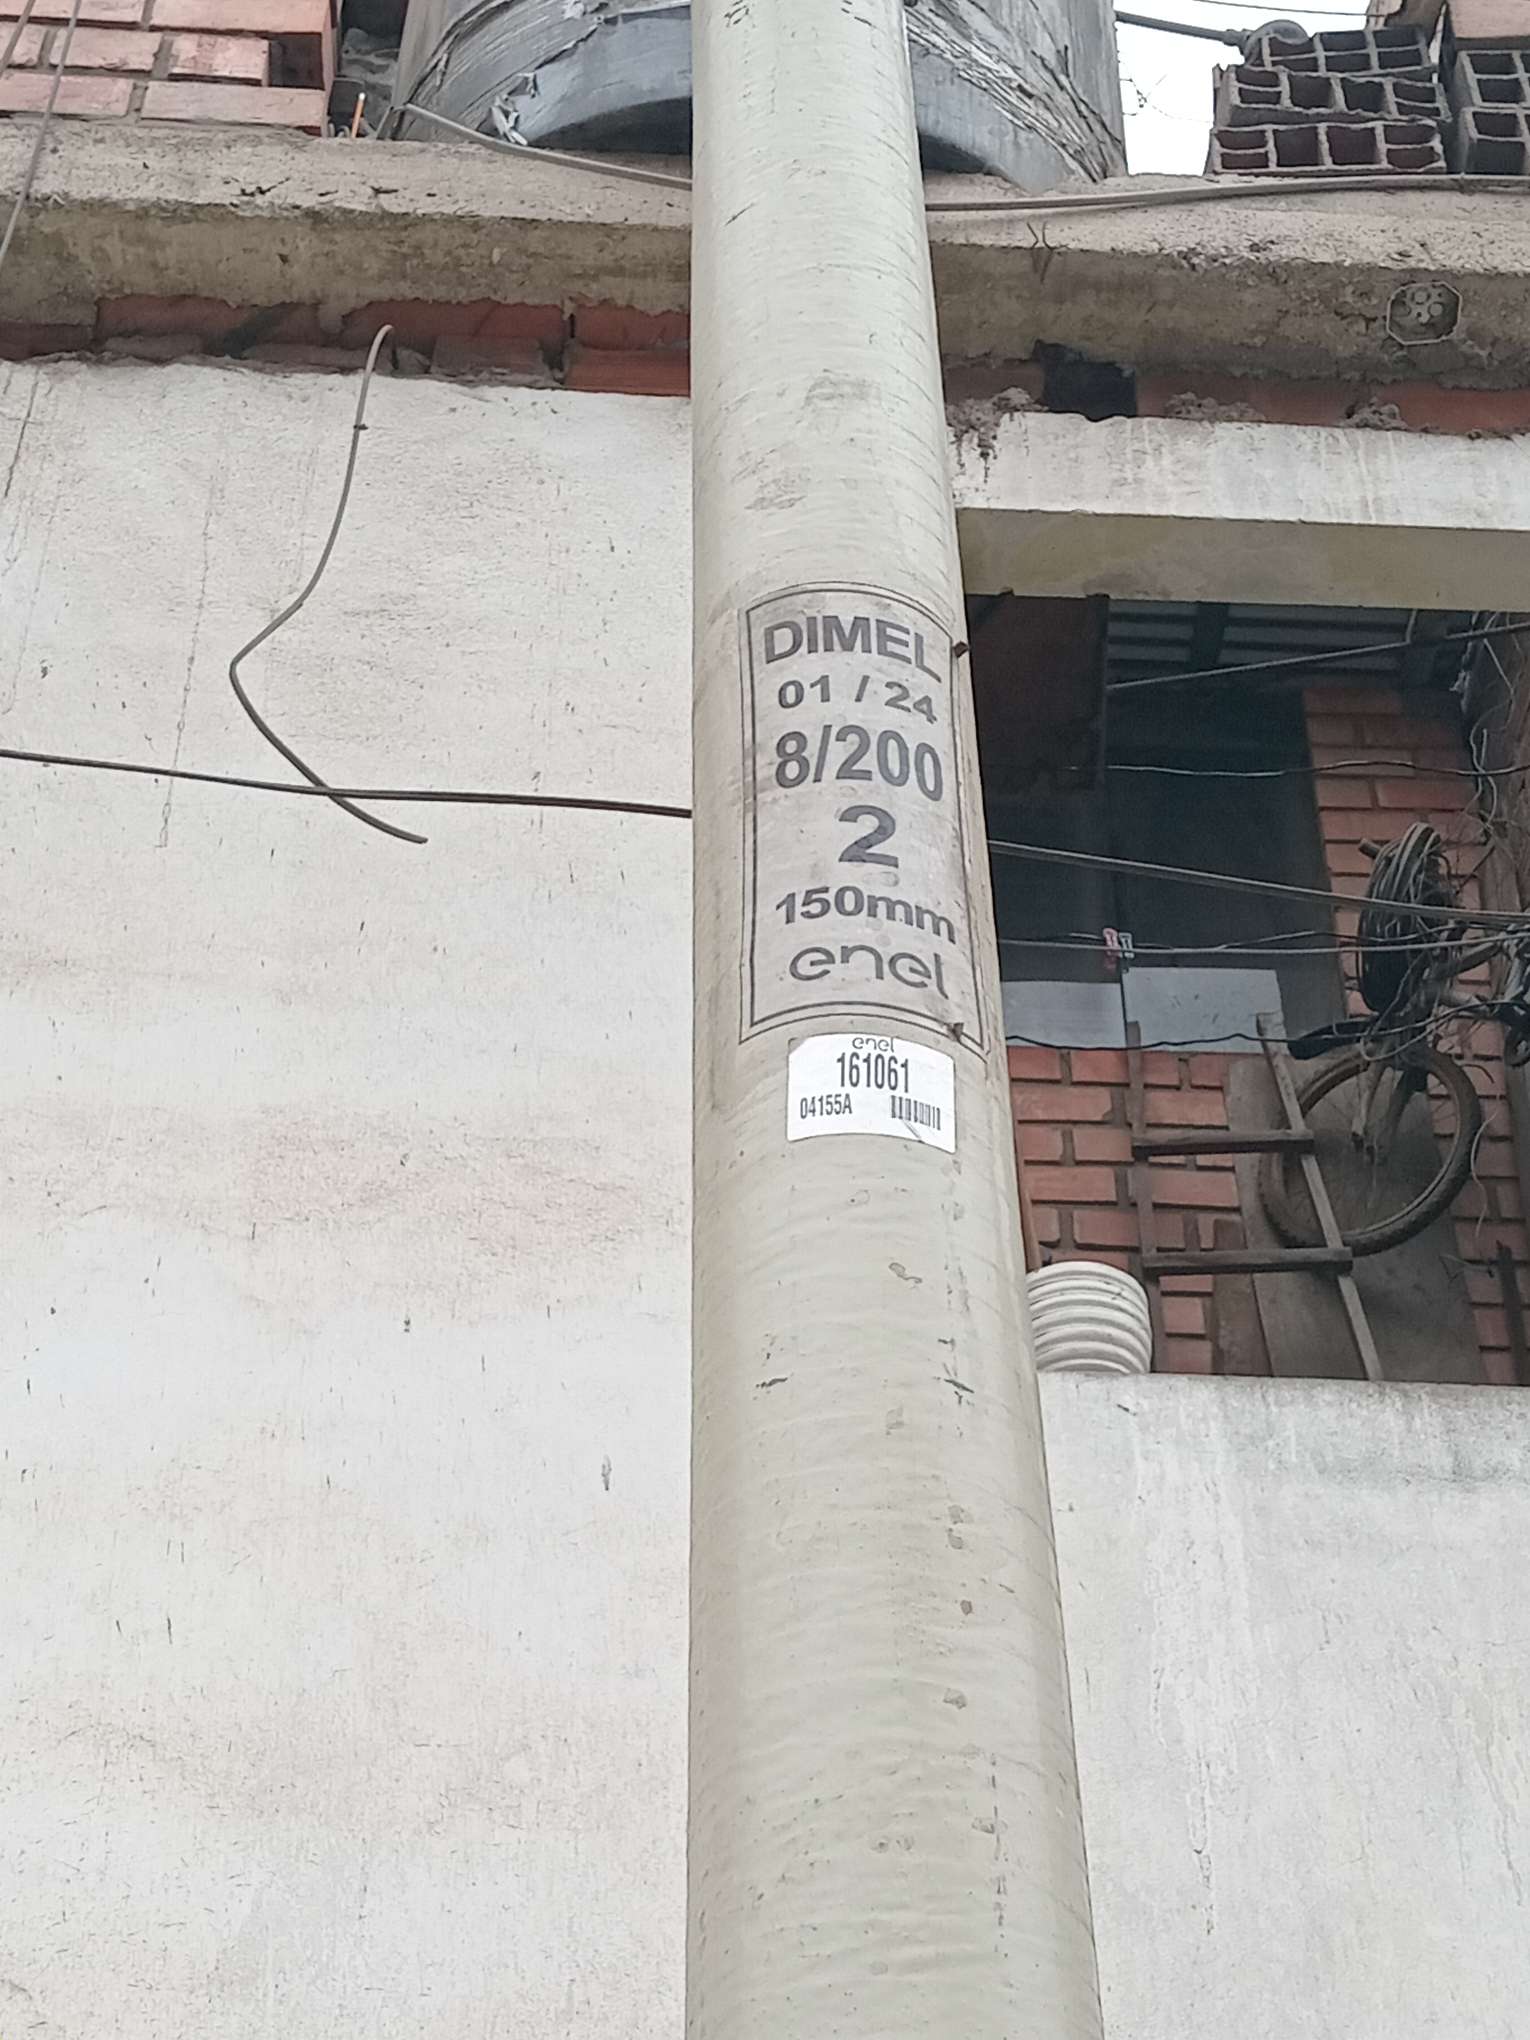 DIMEL
01 / 24
8/200
2
150mm
enel
enel
161061
04155A